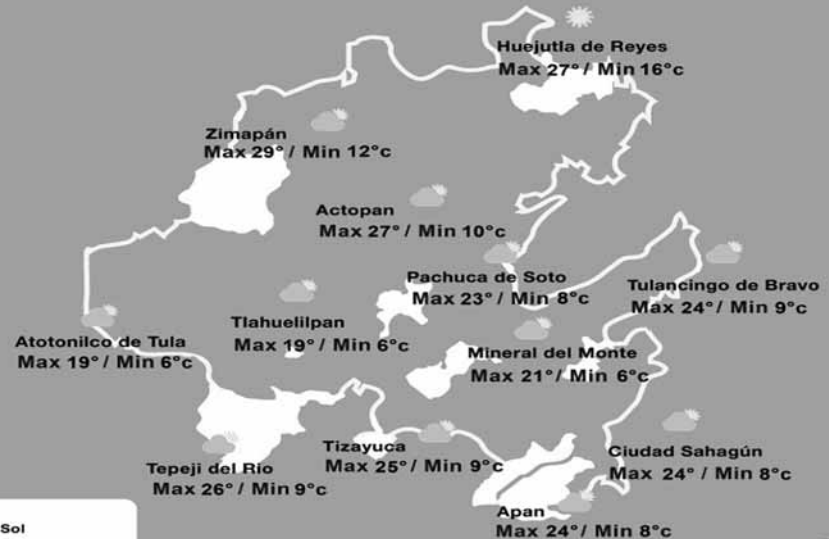 Huejutla de Reyes
Max 27° / Min 16°c
Zimapán
Max 29° / Min 12°c
Actopan
Max 27° / Min 10°c
Pachuca de Soto
Max 23° / Min 8°c
Tulancingo de Bravo
Max 24° / Min 9°c
Tlahuelilpan
Max 19° / Min 6°c
Atotonilco de Tula
Max 19° / Min 6°c
Mineral del Monte
Max 21° / Min 6°c
Tizayuca
Max 25° / Min 9°c
Ciudad Sahagún
Max 24° / Min 8°c
Tepeji del Rio
Max 26° / Min 9°c
Apan
Max 24° / Min 8°c
Sol